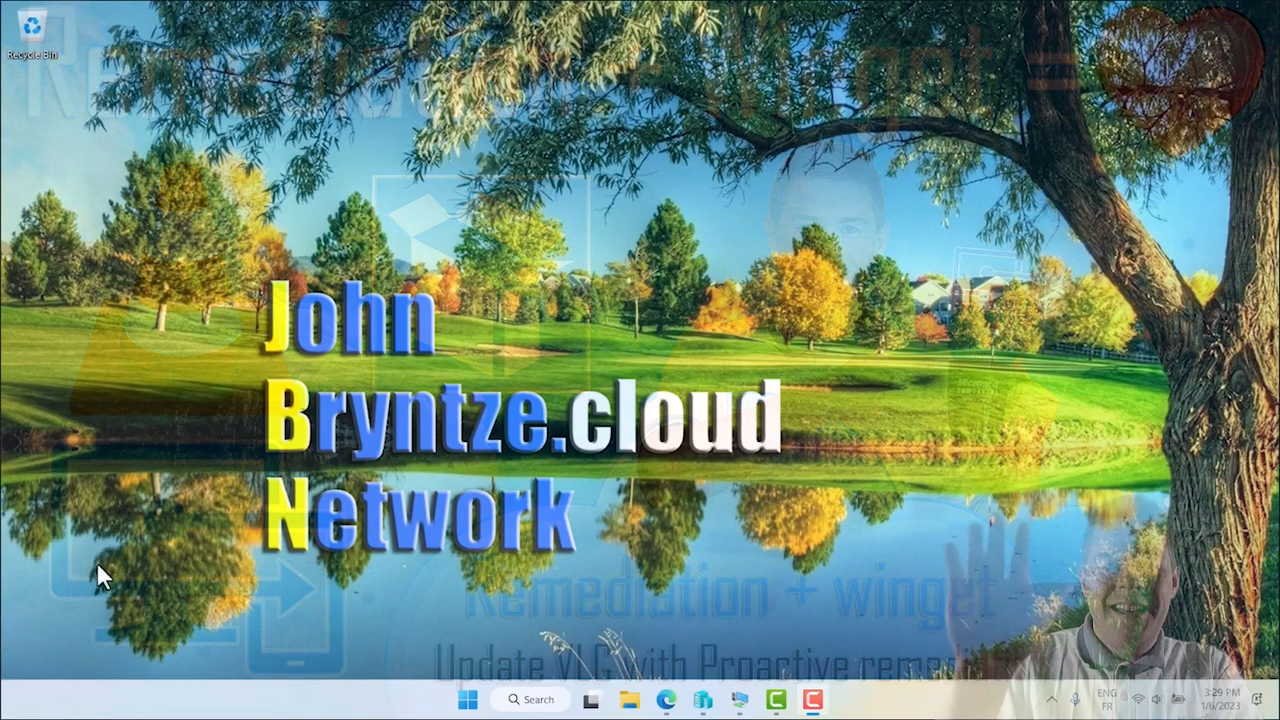 Recycle Bin
John
Bryntze.cloud
Network
Remediation + winget
Update VLC with Proactive
Search
ENG
FR
3:29 PM
1/6/2023